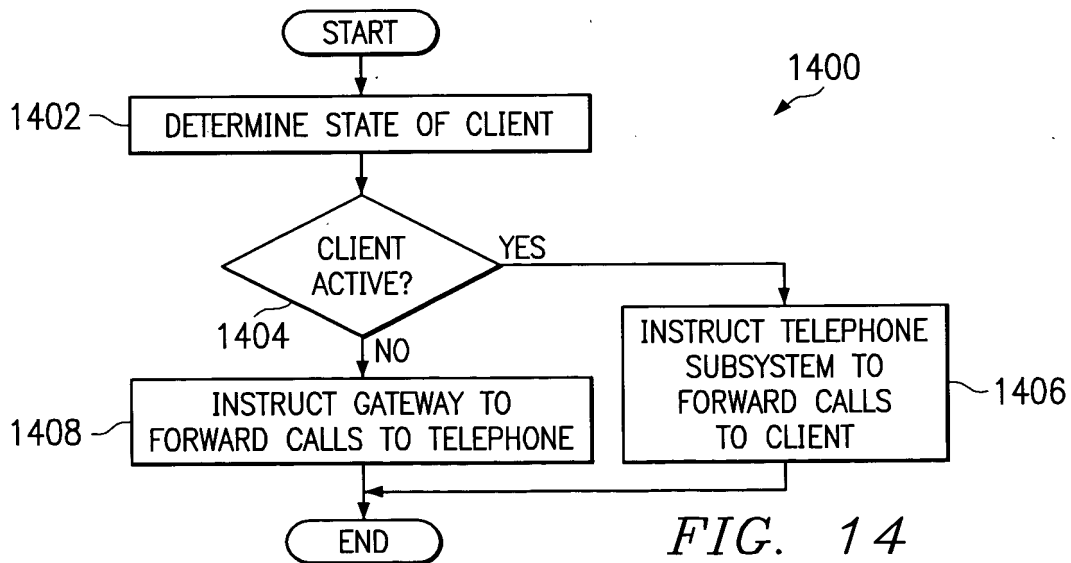 START
1400
1402
DETERMINE STATE OF CLIENT
CLIENT
ACTIVE?
YES
1404
NO
INSTRUCT TELEPHONE
SUBSYSTEM TO
FORWARD CALLS
TO CLIENT
1406
1408
INSTRUCT GATEWAY TO
FORWARD CALLS TO TELEPHONE
END
FIG. 14